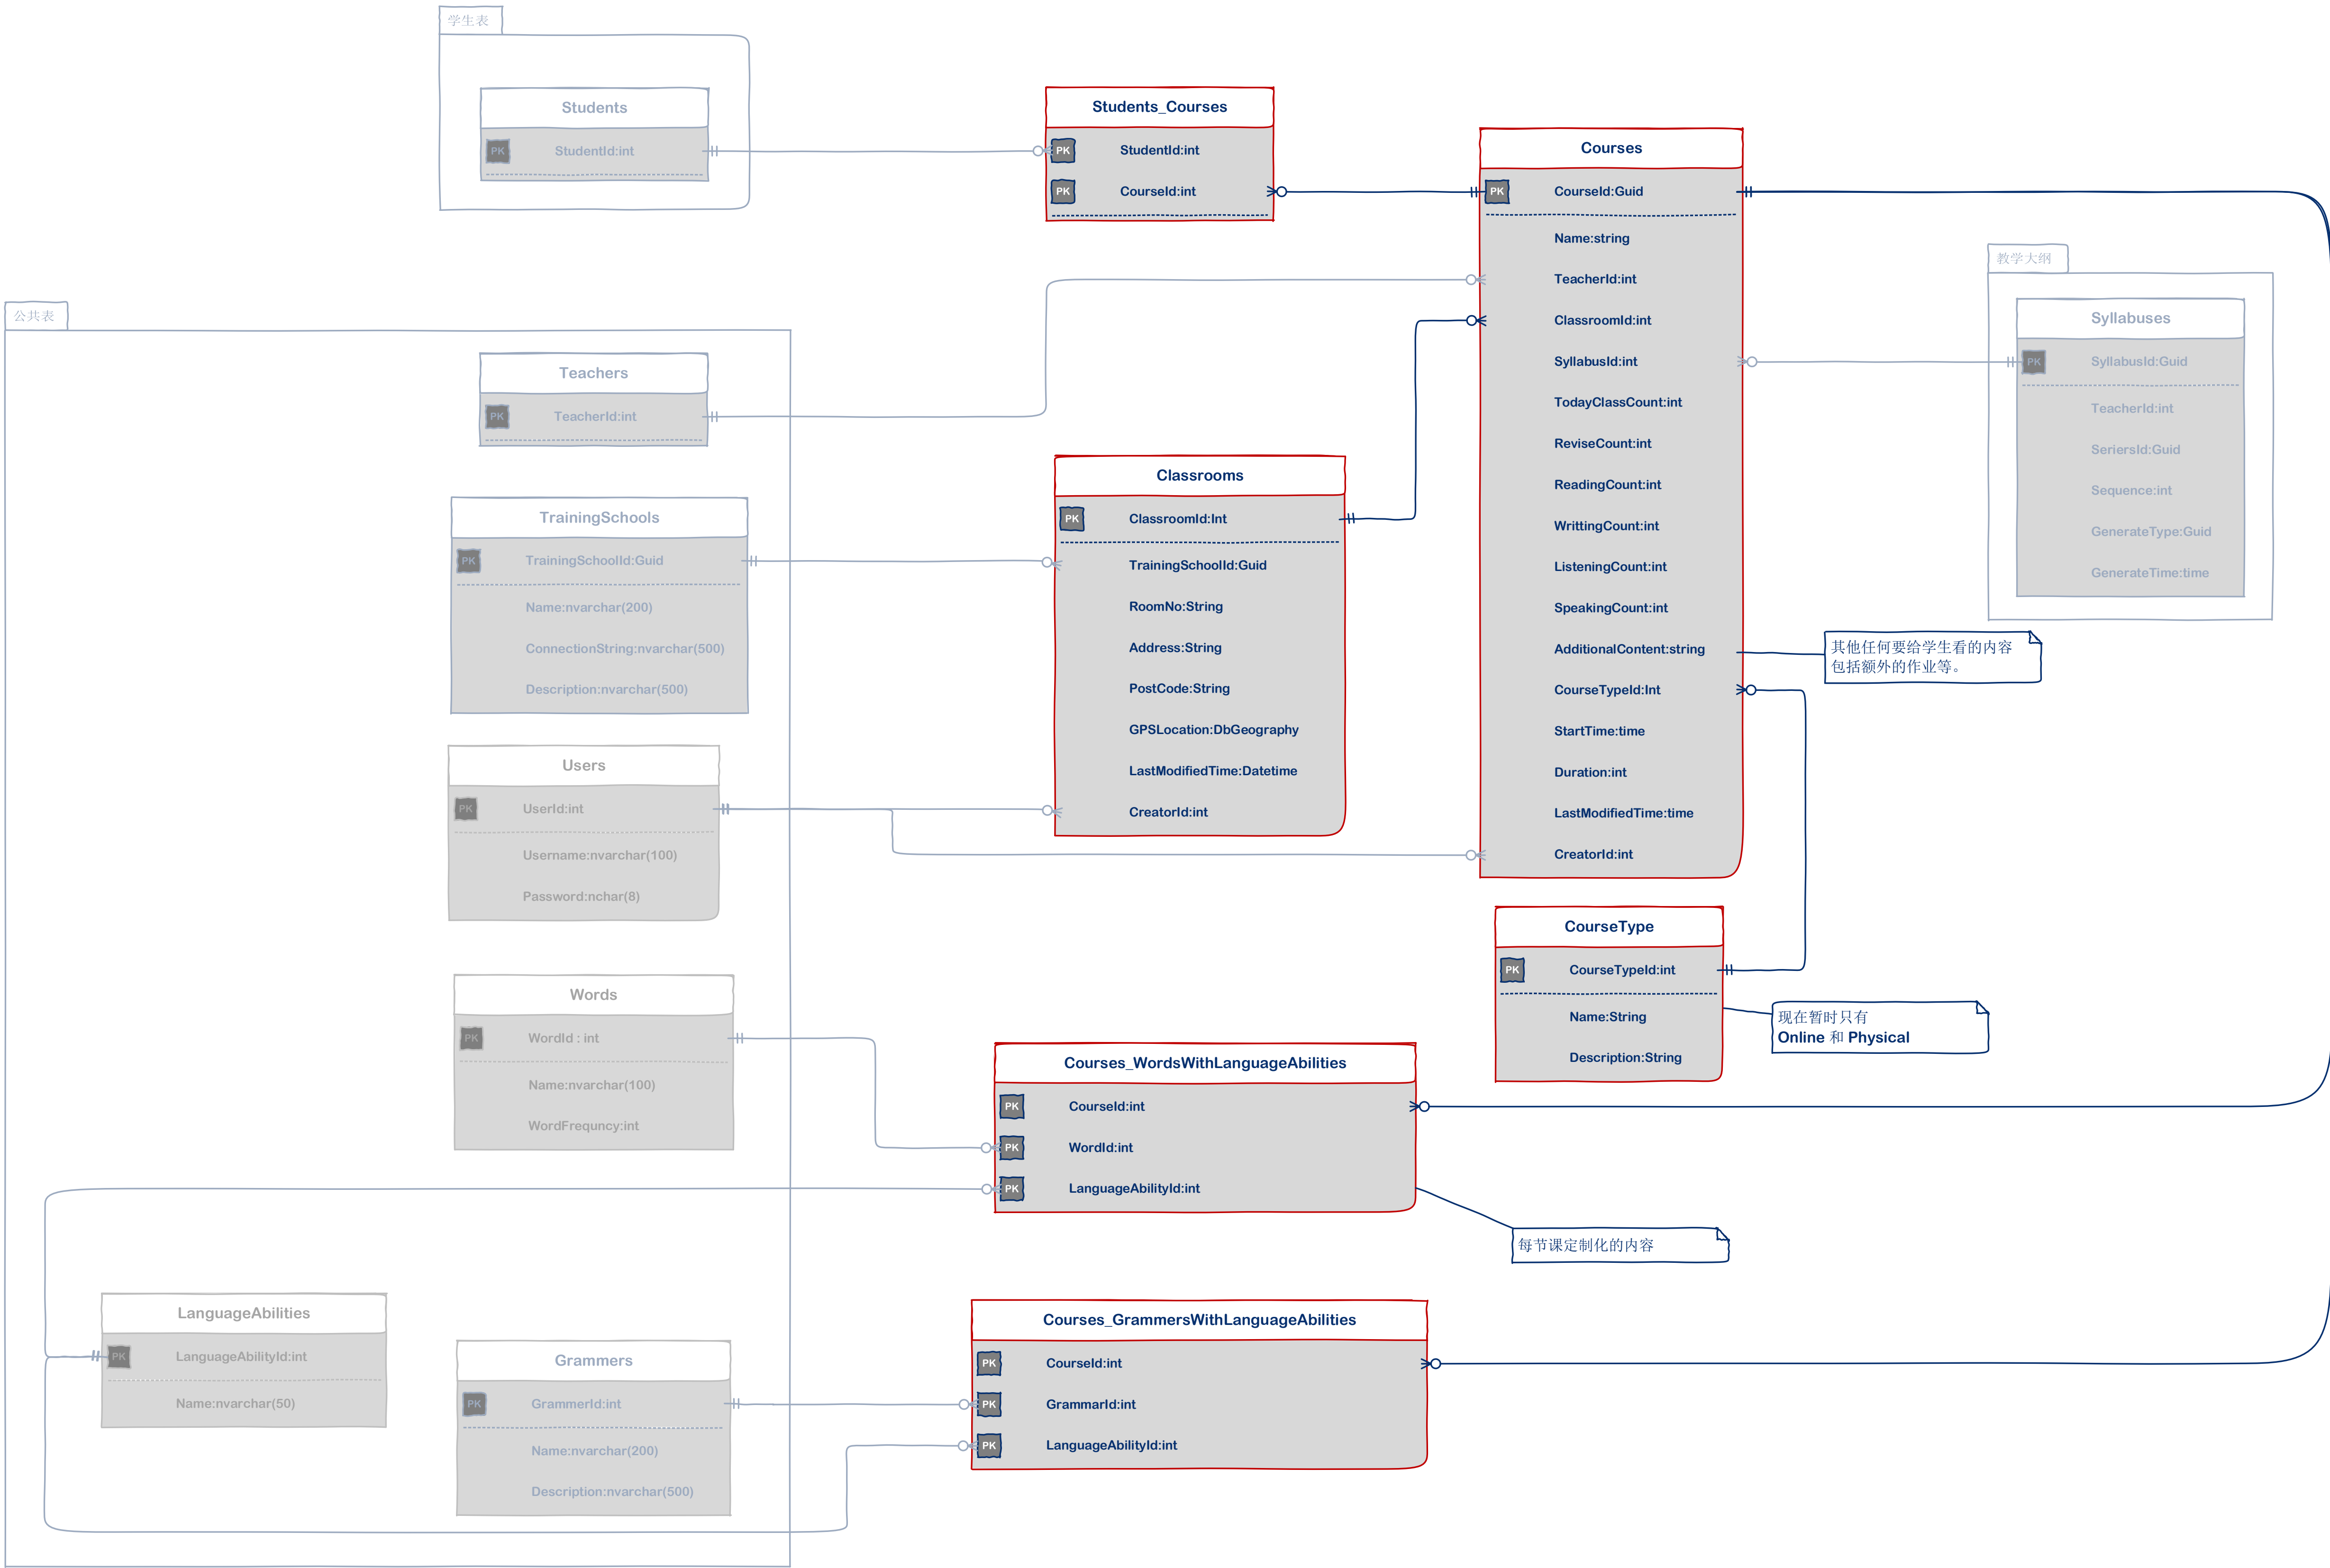 学生表
Students
PK StudentId:int
Students_Courses
PK StudentId:int
PK CourseId:int
Courses
PK CourseId:Guid
Name:string
TeacherId:int
ClassroomId:int
SyllabusId:int
TodayClassCount:int
ReviseCount:int
ReadingCount:int
WrittingCount:int
ListeningCount:int
SpeakingCount:int
AdditionalContent:string
CourseTypeId:Int
StartTime:time
Duration:int
LastModifiedTime:time
CreatorId:int
教学大纲
Syllabuses
PK SyllabusId:Guid
TeacherId:int
SeriersId:Guid
Sequence:int
GenerateType:Guid
GenerateTime:time
其他任何要给学生看的内容
包括额外的作业等。
公共表
Teachers
PK TeacherId:int
TrainingSchools
PK TrainingSchoolId:Guid
Name:nvarchar(200)
ConnectionString:nvarchar(500)
Description:nvarchar(500)
Classrooms
PK ClassroomId:Int
TrainingSchoolId:Guid
RoomNo:String
Address:String
PostCode:String
GPSLocation:DbGeography
LastModifiedTime:Datetime
CreatorId:int
Users
PK UserId:int
Username:nvarchar(100)
Password:nchar(8)
CourseType
PK CourseTypeId:int
Name:String
Description:String
现在暂时只有
Online 和 Physical
Words
PK WordId : int
Name:nvarchar(100)
WordFrequncy:int
Courses_WordsWithLanguageAbilities
PK CourseId:int
PK WordId:int
PK LanguageAbilityId:int
每节课定制化的内容
LanguageAbilities
PK LanguageAbilityId:int
Name:nvarchar(50)
Grammers
PK GrammerId:int
Name:nvarchar(200)
Description:nvarchar(500)
Courses_GrammersWithLanguageAbilities
PK CourseId:int
PK GrammarId:int
PK LanguageAbilityId:int